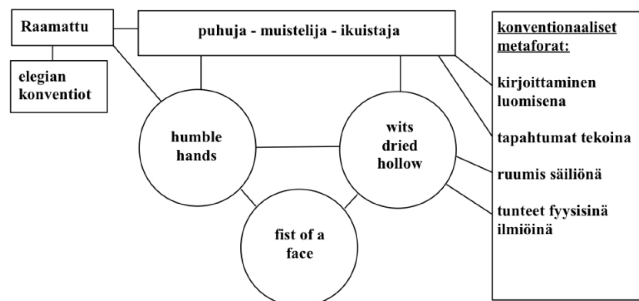 Raamattu
puhuja - muistelija - ikuistaja
konventionaaliset
metaforat:
elegian
konventiot
kirjoittaminen
luomisena
humble
hands
wits
dried
hollow
tapahtumat tekoina
ruumis säiliönä
tunteet fyysisinä
ilmiöinä
fist of a
face